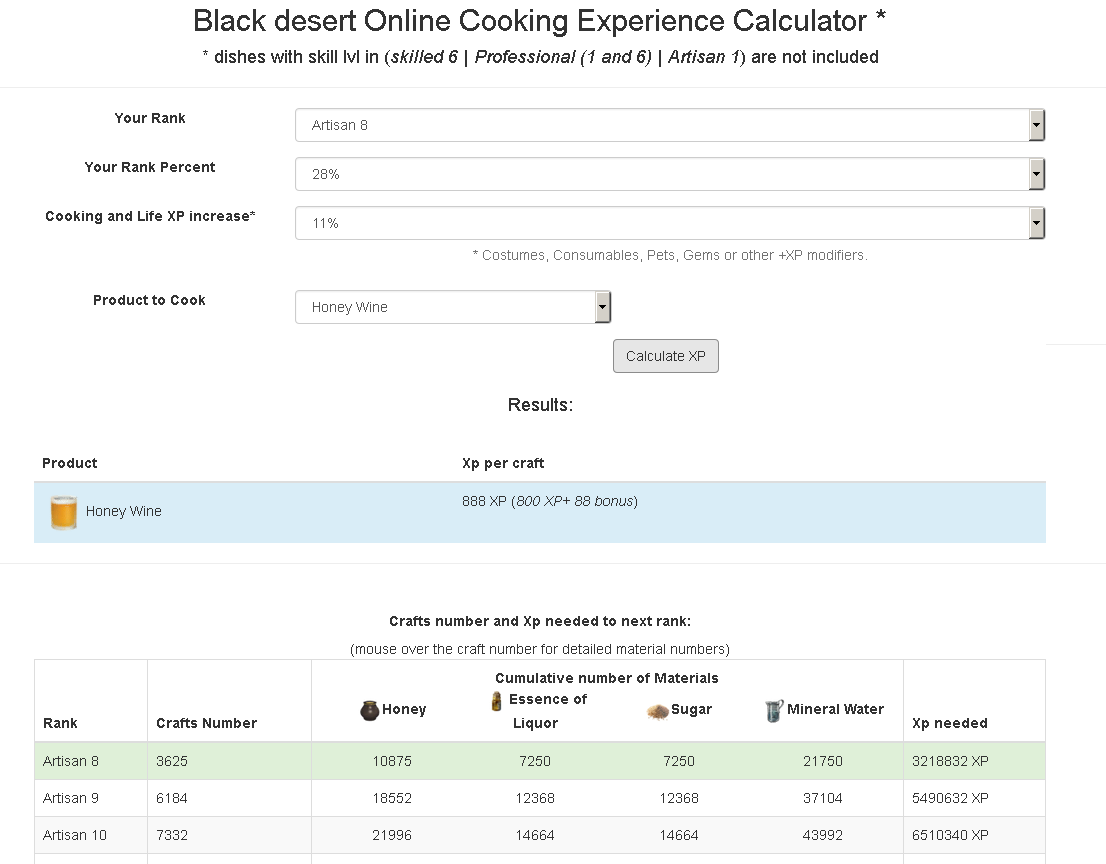 Black desert Online Cooking Experience Calculator *
* dishes with skill lvl in (skilled 6 | Professional (1 and 6) | Artisan 1) are not included
Your Rank
Artisan 8
Your Rank Percent
28%
Cooking and Life XP increase*
11%
* Costumes, Consumables, Pets, Gems or other +XP modifiers.
Product to Cook
Honey Wine
Calculate XP
Results:
Product Xp per craft
Honey Wine 888 XP (800 XP+ 88 bonus)
Crafts number and Xp needed to next rank:
(mouse over the craft number for detailed material numbers)
Cumulative number of Materials
Rank Crafts Number Honey Essence of Liquor Sugar Mineral Water Xp needed
Artisan 8 3625 10875 7250 7250 21750 3218832 XP
Artisan 9 6184 18552 12368 12368 37104 5490632 XP
Artisan 10 7332 21996 14664 14664 43992 6510340 XP